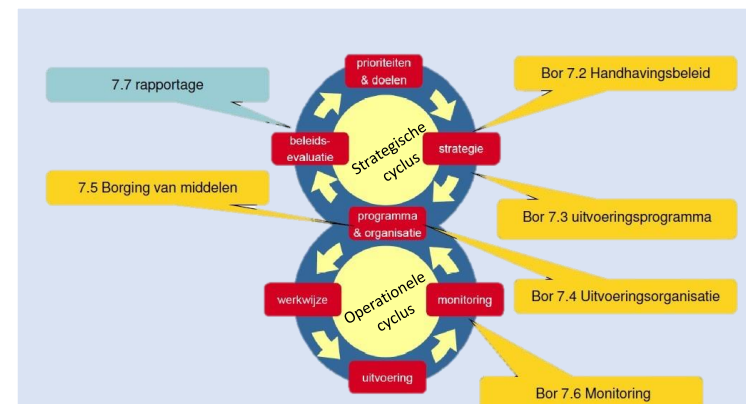 prioriteiten
& doelen
Bor 7.2 Handhavingsbeleid
7.7 rapportage
beleids-
evaluatie
Strategische
cyclus
strategie
7.5 Borging van middelen
programma
& organisatie
Bor 7.3 uitvoeringsprogramma
werkwijze
Operationele
cyclus
monitoring
Bor 7.4 Uitvoeringsorganisatie
uitvoering
Bor 7.6 Monitoring